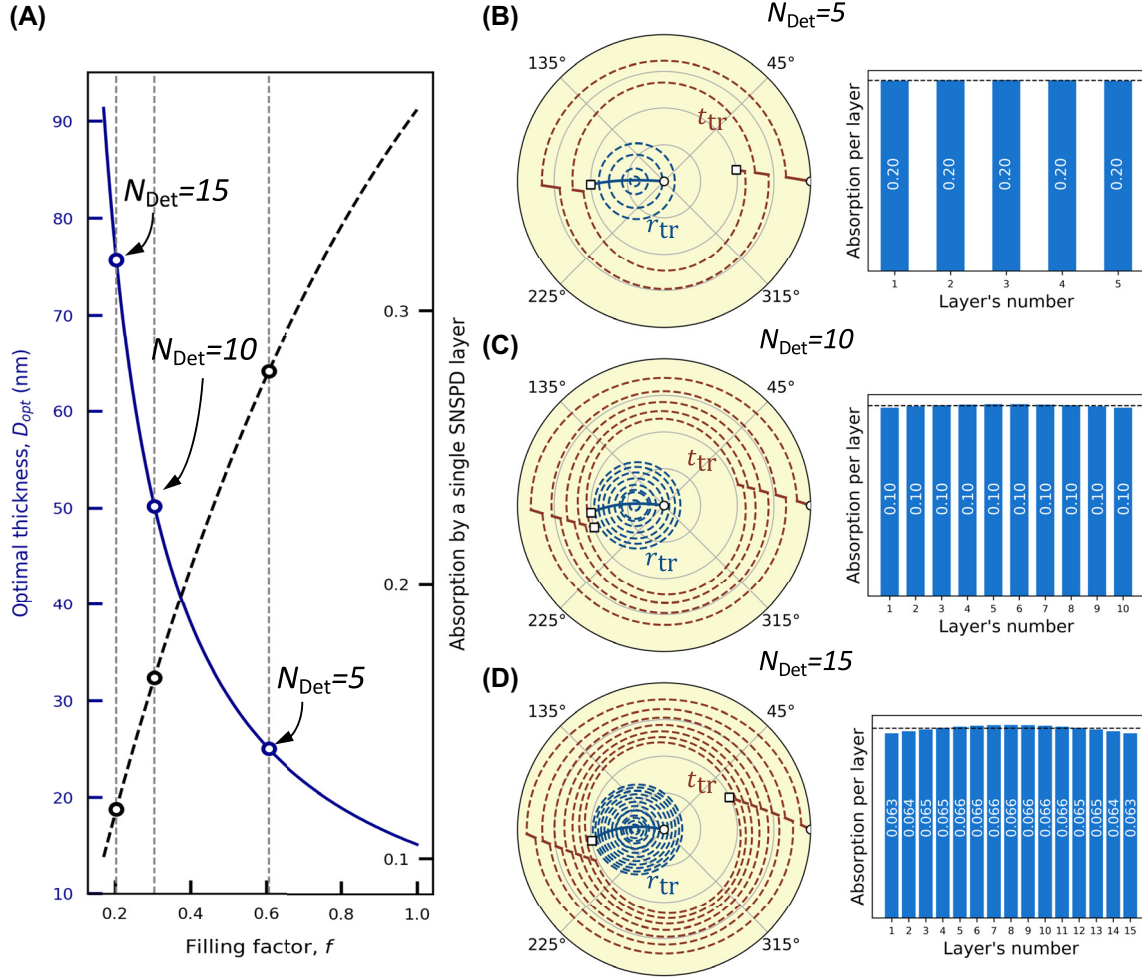 (A)
90
80
70
60
50
40
30
20
10
Optimal thickness, D_opt (nm)
N_Det=15
N_Det=10
N_Det=5
0.3
0.2
0.1
Absorption by a single SNSPD layer
0.2 0.4 0.6 0.8 1.0
Filling factor, f
(B)
N_Det=5
135° 45°
t_tr
r_tr
225° 315°
Absorption per layer
0.20 0.20 0.20 0.20 0.20
1 2 3 4 5
Layer's number
(C)
N_Det=10
135° 45°
t_tr
r_tr
225° 315°
Absorption per layer
0.10 0.10 0.10 0.10 0.10 0.10 0.10 0.10 0.10 0.10
1 2 3 4 5 6 7 8 9 10
Layer's number
(D)
N_Det=15
135° 45°
t_tr
r_tr
225° 315°
Absorption per layer
0.063 0.064 0.065 0.065 0.066 0.066 0.066 0.066 0.066 0.066 0.066 0.065 0.065 0.064 0.063
1 2 3 4 5 6 7 8 9 10 11 12 13 14 15
Layer's number